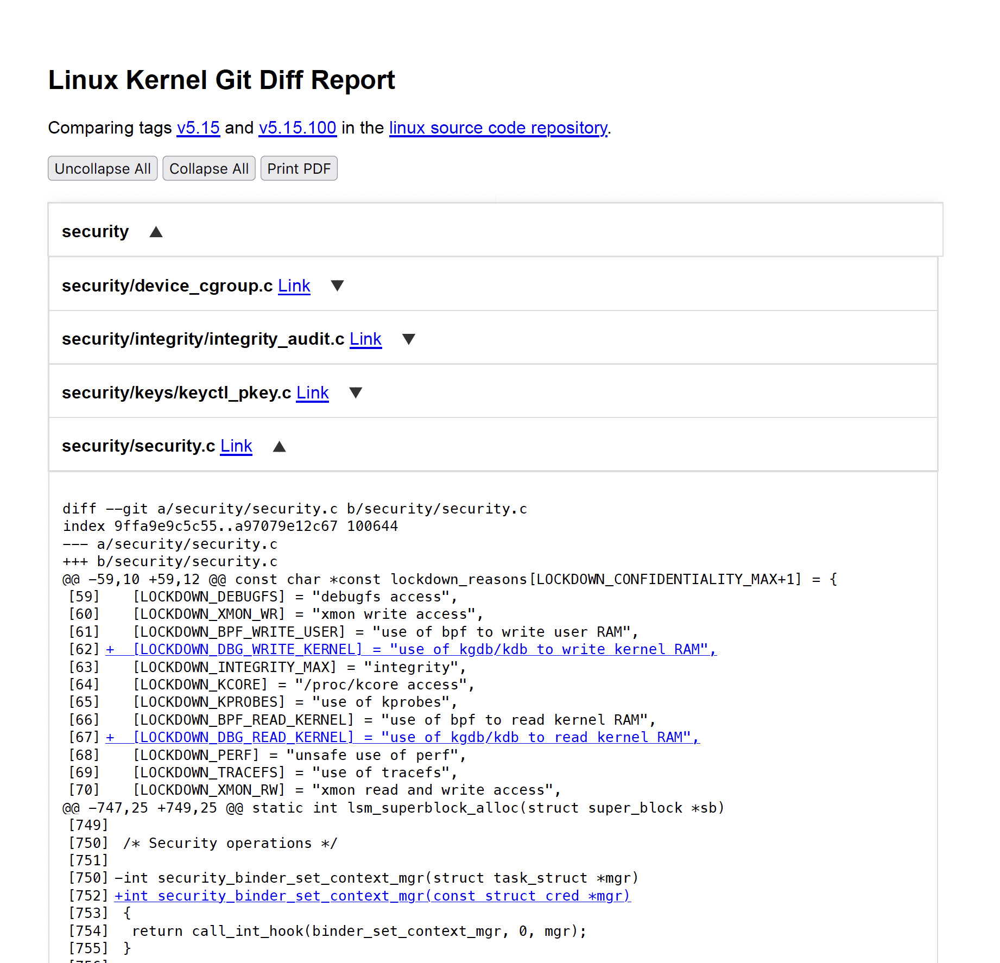 Linux Kernel Git Diff Report
Comparing tags v5.15 and v5.15.100 in the linux source code repository.
Uncollapse All Collapse All Print PDF
security ▲
security/device_cgroup.c Link ▼
security/integrity/integrity_audit.c Link ▼
security/keys/keyctl_pkey.c Link ▼
security/security.c Link ▲
diff --git a/security/security.c b/security/security.c
index 9ffa9e9c5c55..a97079e12c67 100644
--- a/security/security.c
+++ b/security/security.c
@@ -59,10 +59,12 @@ const char *const lockdown_reasons[LOCKDOWN_CONFIDENTIALITY_MAX+1] = {
[59]    [LOCKDOWN_DEBUGFS] = "debugfs access",
[60]    [LOCKDOWN_XMON_WR] = "xmon write access",
[61]    [LOCKDOWN_BPF_WRITE_USER] = "use of bpf to write user RAM",
[62] +  [LOCKDOWN_DBG_WRITE_KERNEL] = "use of kgdb/kdb to write kernel RAM",
[63]    [LOCKDOWN_INTEGRITY_MAX] = "integrity",
[64]    [LOCKDOWN_KCORE] = "/proc/kcore access",
[65]    [LOCKDOWN_KPROBES] = "use of kprobes",
[66]    [LOCKDOWN_BPF_READ_KERNEL] = "use of bpf to read kernel RAM",
[67] +  [LOCKDOWN_DBG_READ_KERNEL] = "use of kgdb/kdb to read kernel RAM",
[68]    [LOCKDOWN_PERF] = "unsafe use of perf",
[69]    [LOCKDOWN_TRACEFS] = "use of tracefs",
[70]    [LOCKDOWN_XMON_RW] = "xmon read and write access",
@@ -747,25 +749,25 @@ static int lsm_superblock_alloc(struct super_block *sb)
[749]
[750]  /* Security operations */
[751]
[750] -int security_binder_set_context_mgr(struct task_struct *mgr)
[752] +int security_binder_set_context_mgr(const struct cred *mgr)
[753]  {
[754]   return call_int_hook(binder_set_context_mgr, 0, mgr);
[755]  }